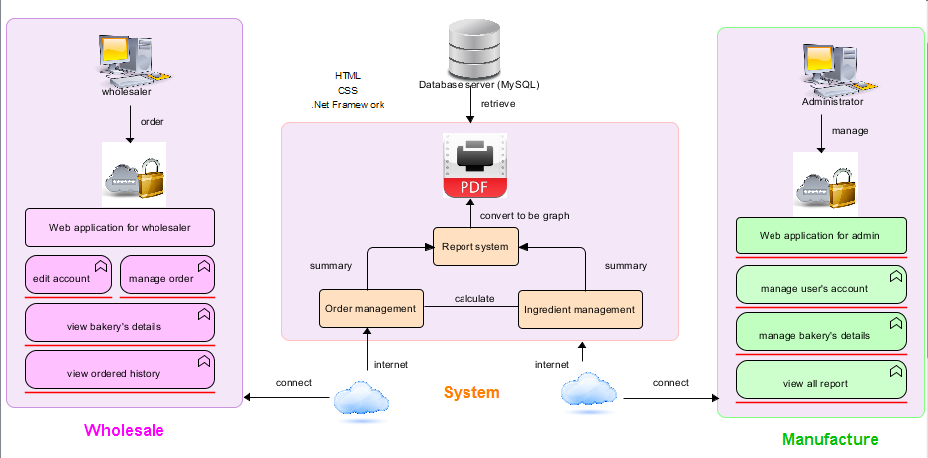 wholesaler
order
Web application for wholesaler
edit account
manage order
view bakery's details
view ordered history
Wholesale
HTML
CSS
.Net Framework
Database server (MySQL)
retrieve
PDF
convert to be graph
Report system
summary
summary
Order management
calculate
Ingredient management
internet
internet
connect
connect
System
Administrator
manage
Web application for admin
manage user's account
manage bakery's details
view all report
Manufacture